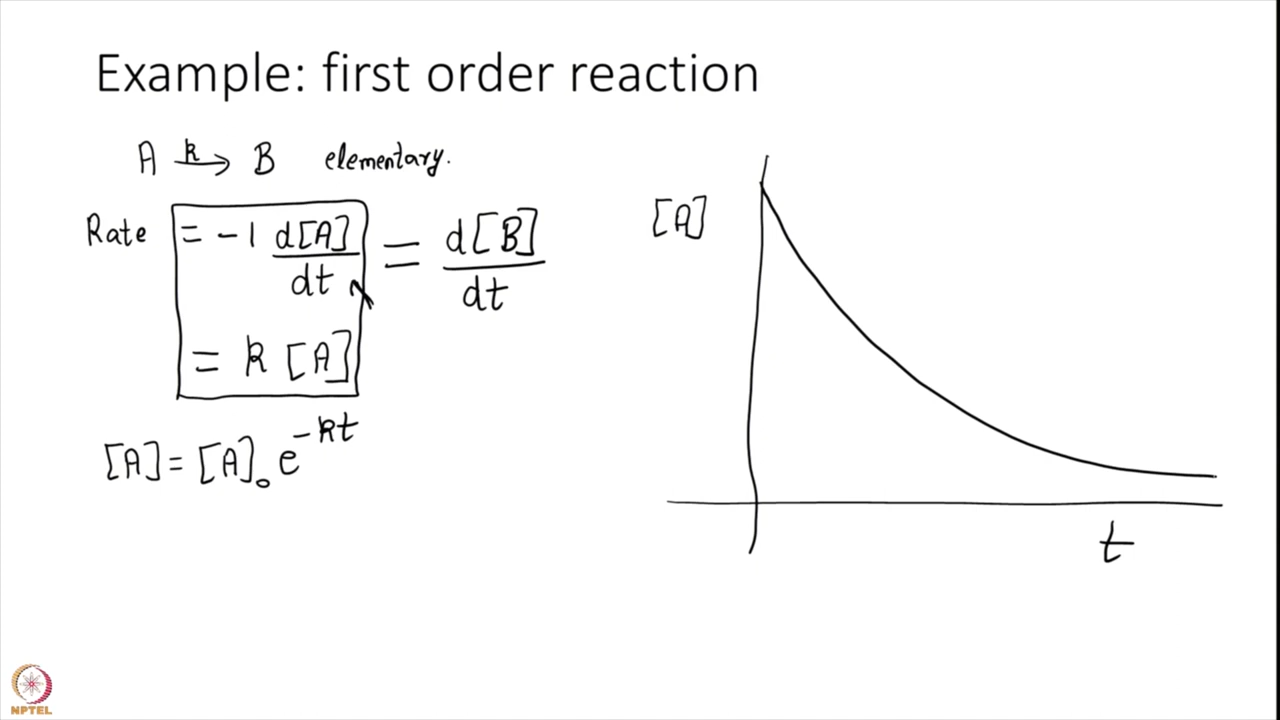 Example: first order reaction
A k→ B elementary.
Rate = -1 d[A]/dt = d[B]/dt
= k [A]
[A] = [A]₀ e^-kt
[A]
t
NPTEL